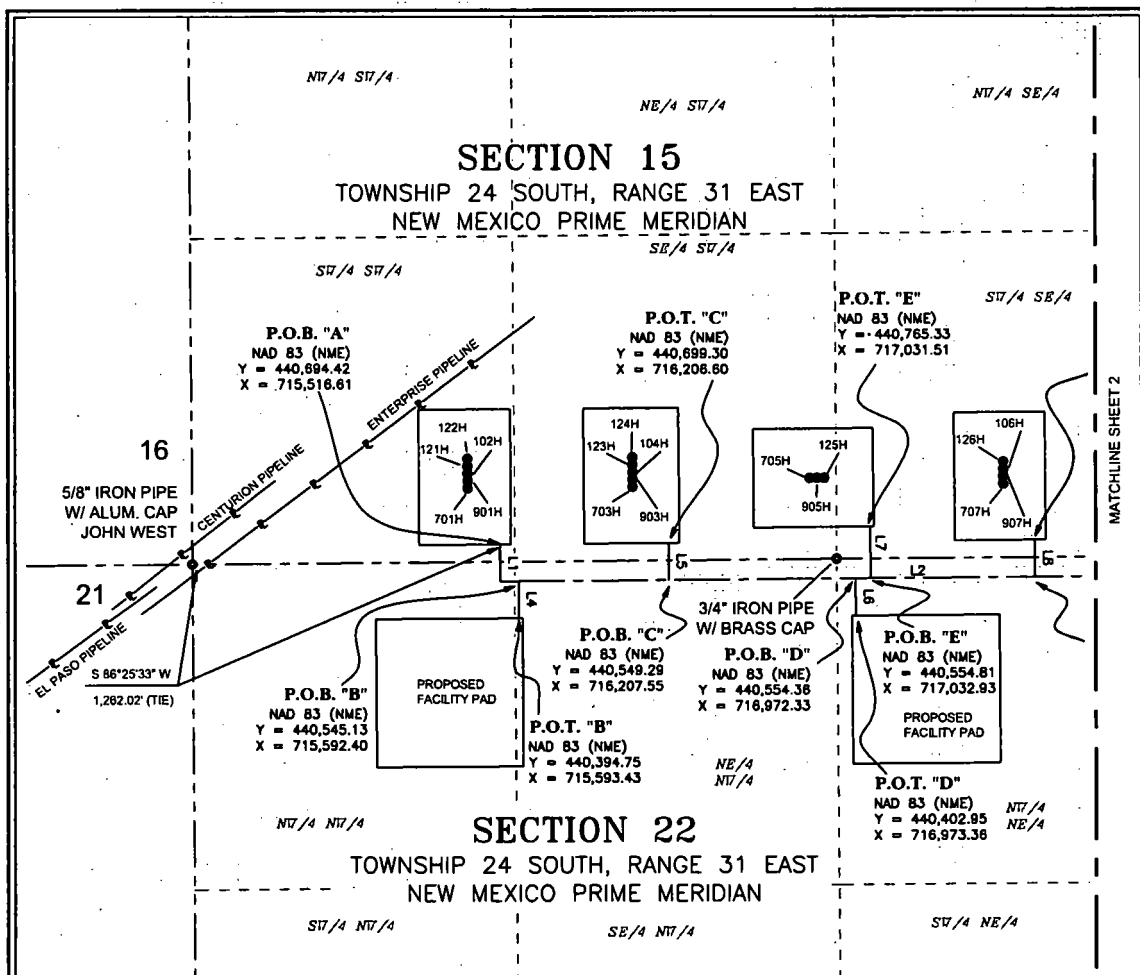 NW/4 SW/4
NE/4 SW/4
NW/4 SE/4
SECTION 15
TOWNSHIP 24 SOUTH, RANGE 31 EAST
NEW MEXICO PRIME MERIDIAN
SE/4 SW/4
SW/4 SW/4
SW/4 SE/4
P.O.B. "A"
NAD 83 (NME)
Y = 440,694.42
X = 715,516.61
P.O.T. "C"
NAD 83 (NME)
Y = 440,699.30
X = 716,206.60
P.O.T. "E"
NAD 83 (NME)
Y = 440,765.33
X = 717,031.51
MATCHLINE SHEET 2
ENTERPRISE PIPELINE
CENTURION PIPELINE
EL PASO PIPELINE
16
5/8" IRON PIPE
W/ ALUM. CAP
JOHN WEST
21
122H
121H
102H
701H
901H
124H
123H
104H
703H
903H
705H
125H
905H
126H
106H
707H
907H
L1
L5
L7
L2
L8
L4
L6
S 86°25'33" W
1,262.02' (TIE)
3/4" IRON PIPE
W/ BRASS CAP
P.O.B. "B"
NAD 83 (NME)
Y = 440,545.13
X = 715,592.40
PROPOSED
FACILITY PAD
P.O.B. "C"
NAD 83 (NME)
Y = 440,549.29
X = 716,207.55
P.O.T. "B"
NAD 83 (NME)
Y = 440,394.75
X = 715,593.43
P.O.B. "D"
NAD 83 (NME)
Y = 440,554.36
X = 716,972.33
P.O.B. "E"
NAD 83 (NME)
Y = 440,554.81
X = 717,032.93
PROPOSED
FACILITY PAD
P.O.T. "D"
NAD 83 (NME)
Y = 440,402.95
X = 716,973.36
NE/4
NW/4
NW/4
NE/4
NW/4 NW/4
SECTION 22
TOWNSHIP 24 SOUTH, RANGE 31 EAST
NEW MEXICO PRIME MERIDIAN
SW/4 NW/4
SE/4 NW/4
SW/4 NE/4